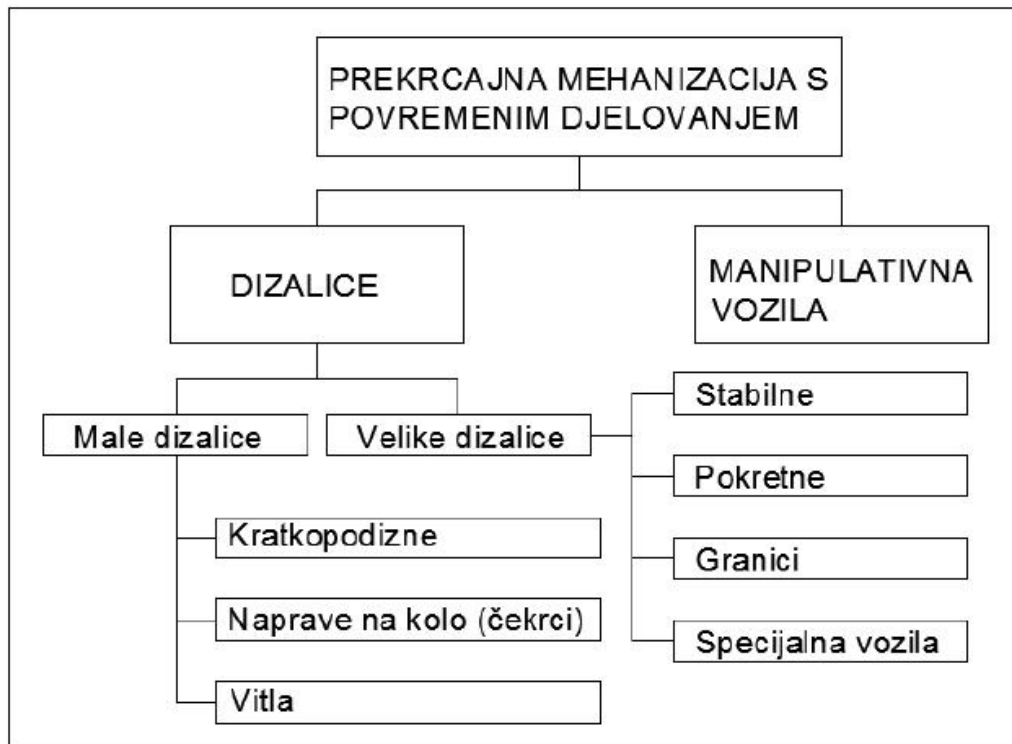 PREKRCAJNA MEHANIZACIJA S
POVREMENIM DJELOVANJEM
DIZALICE
MANIPULATIVNA
VOZILA
Male dizalice
Velike dizalice
Kratkopodizne
Naprave na kolo (čekrci)
Vitla
Stabilne
Pokretne
Granici
Specijalna vozila